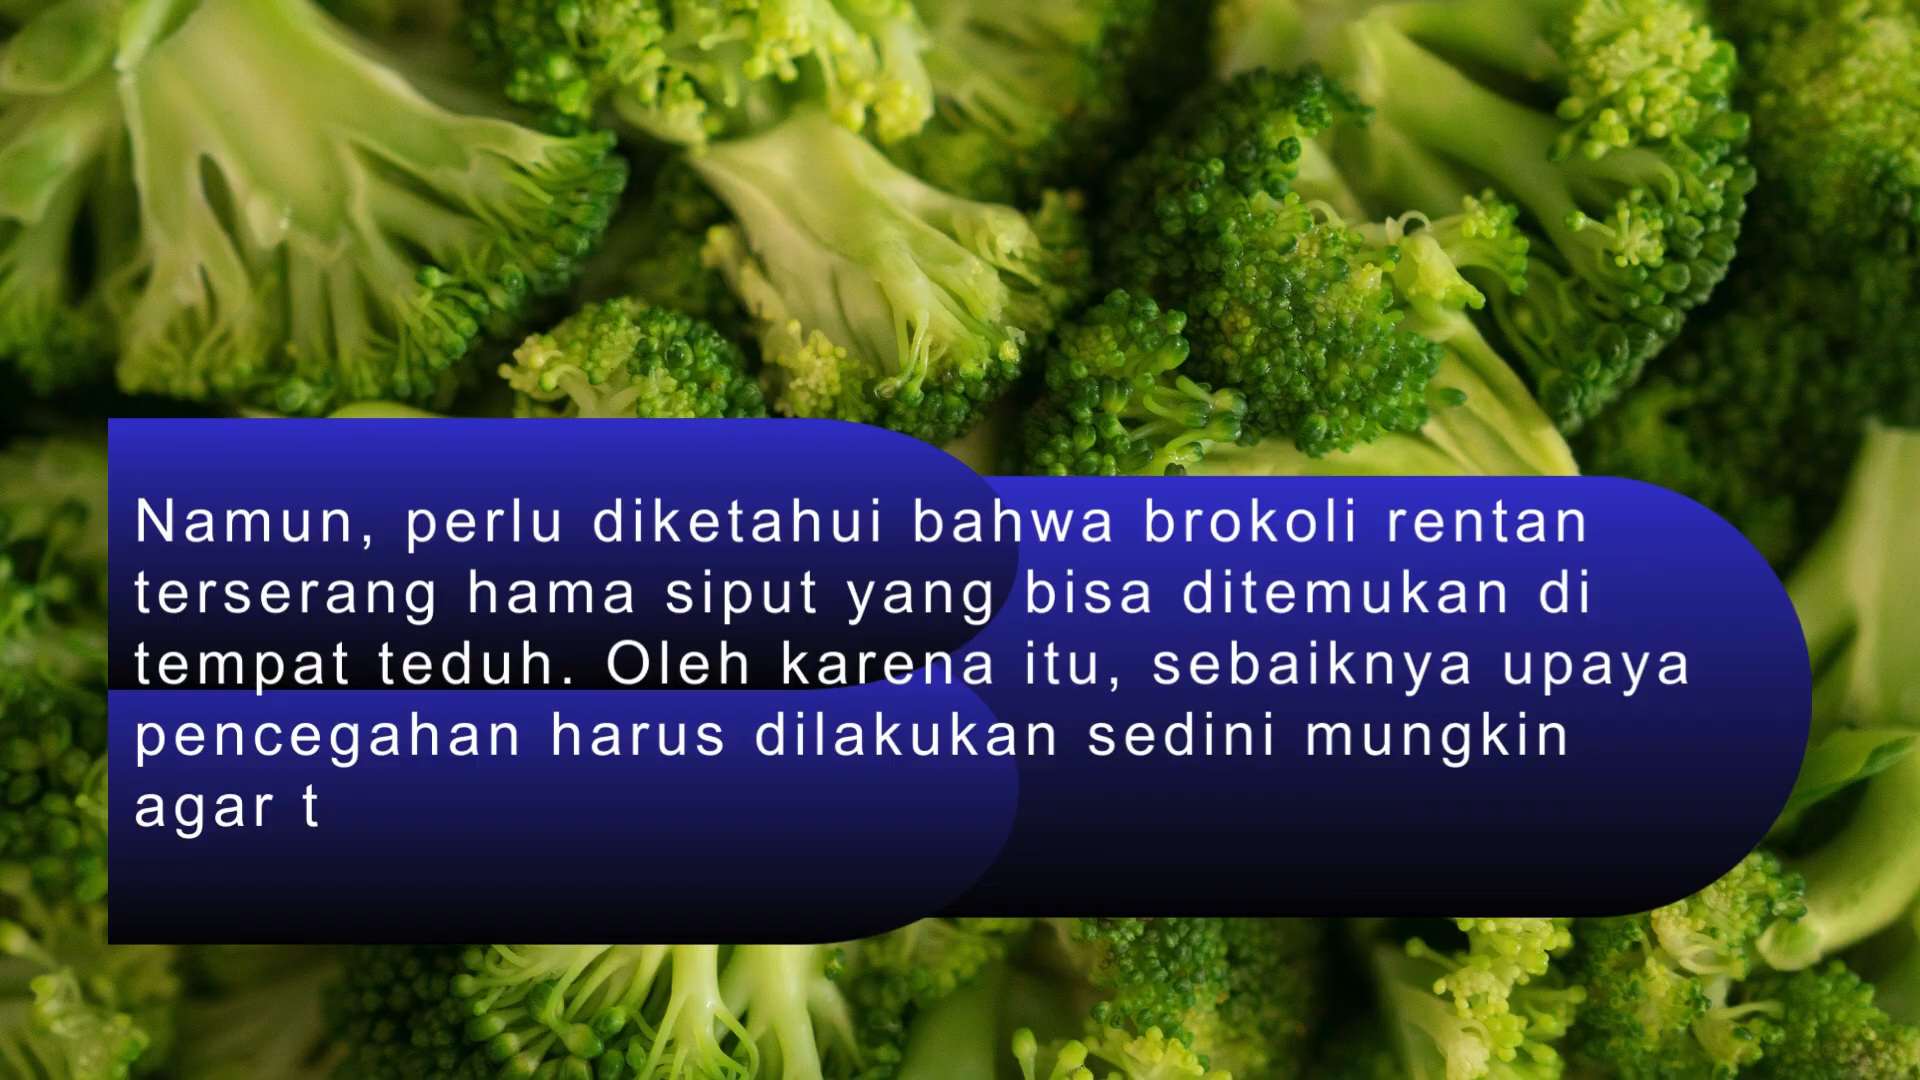 Namun, perlu diketahui bahwa brokoli rentan
terserang hama siput yang bisa ditemukan di
tempat teduh. Oleh karena itu, sebaiknya upaya
pencegahan harus dilakukan sedini mungkin
agar t